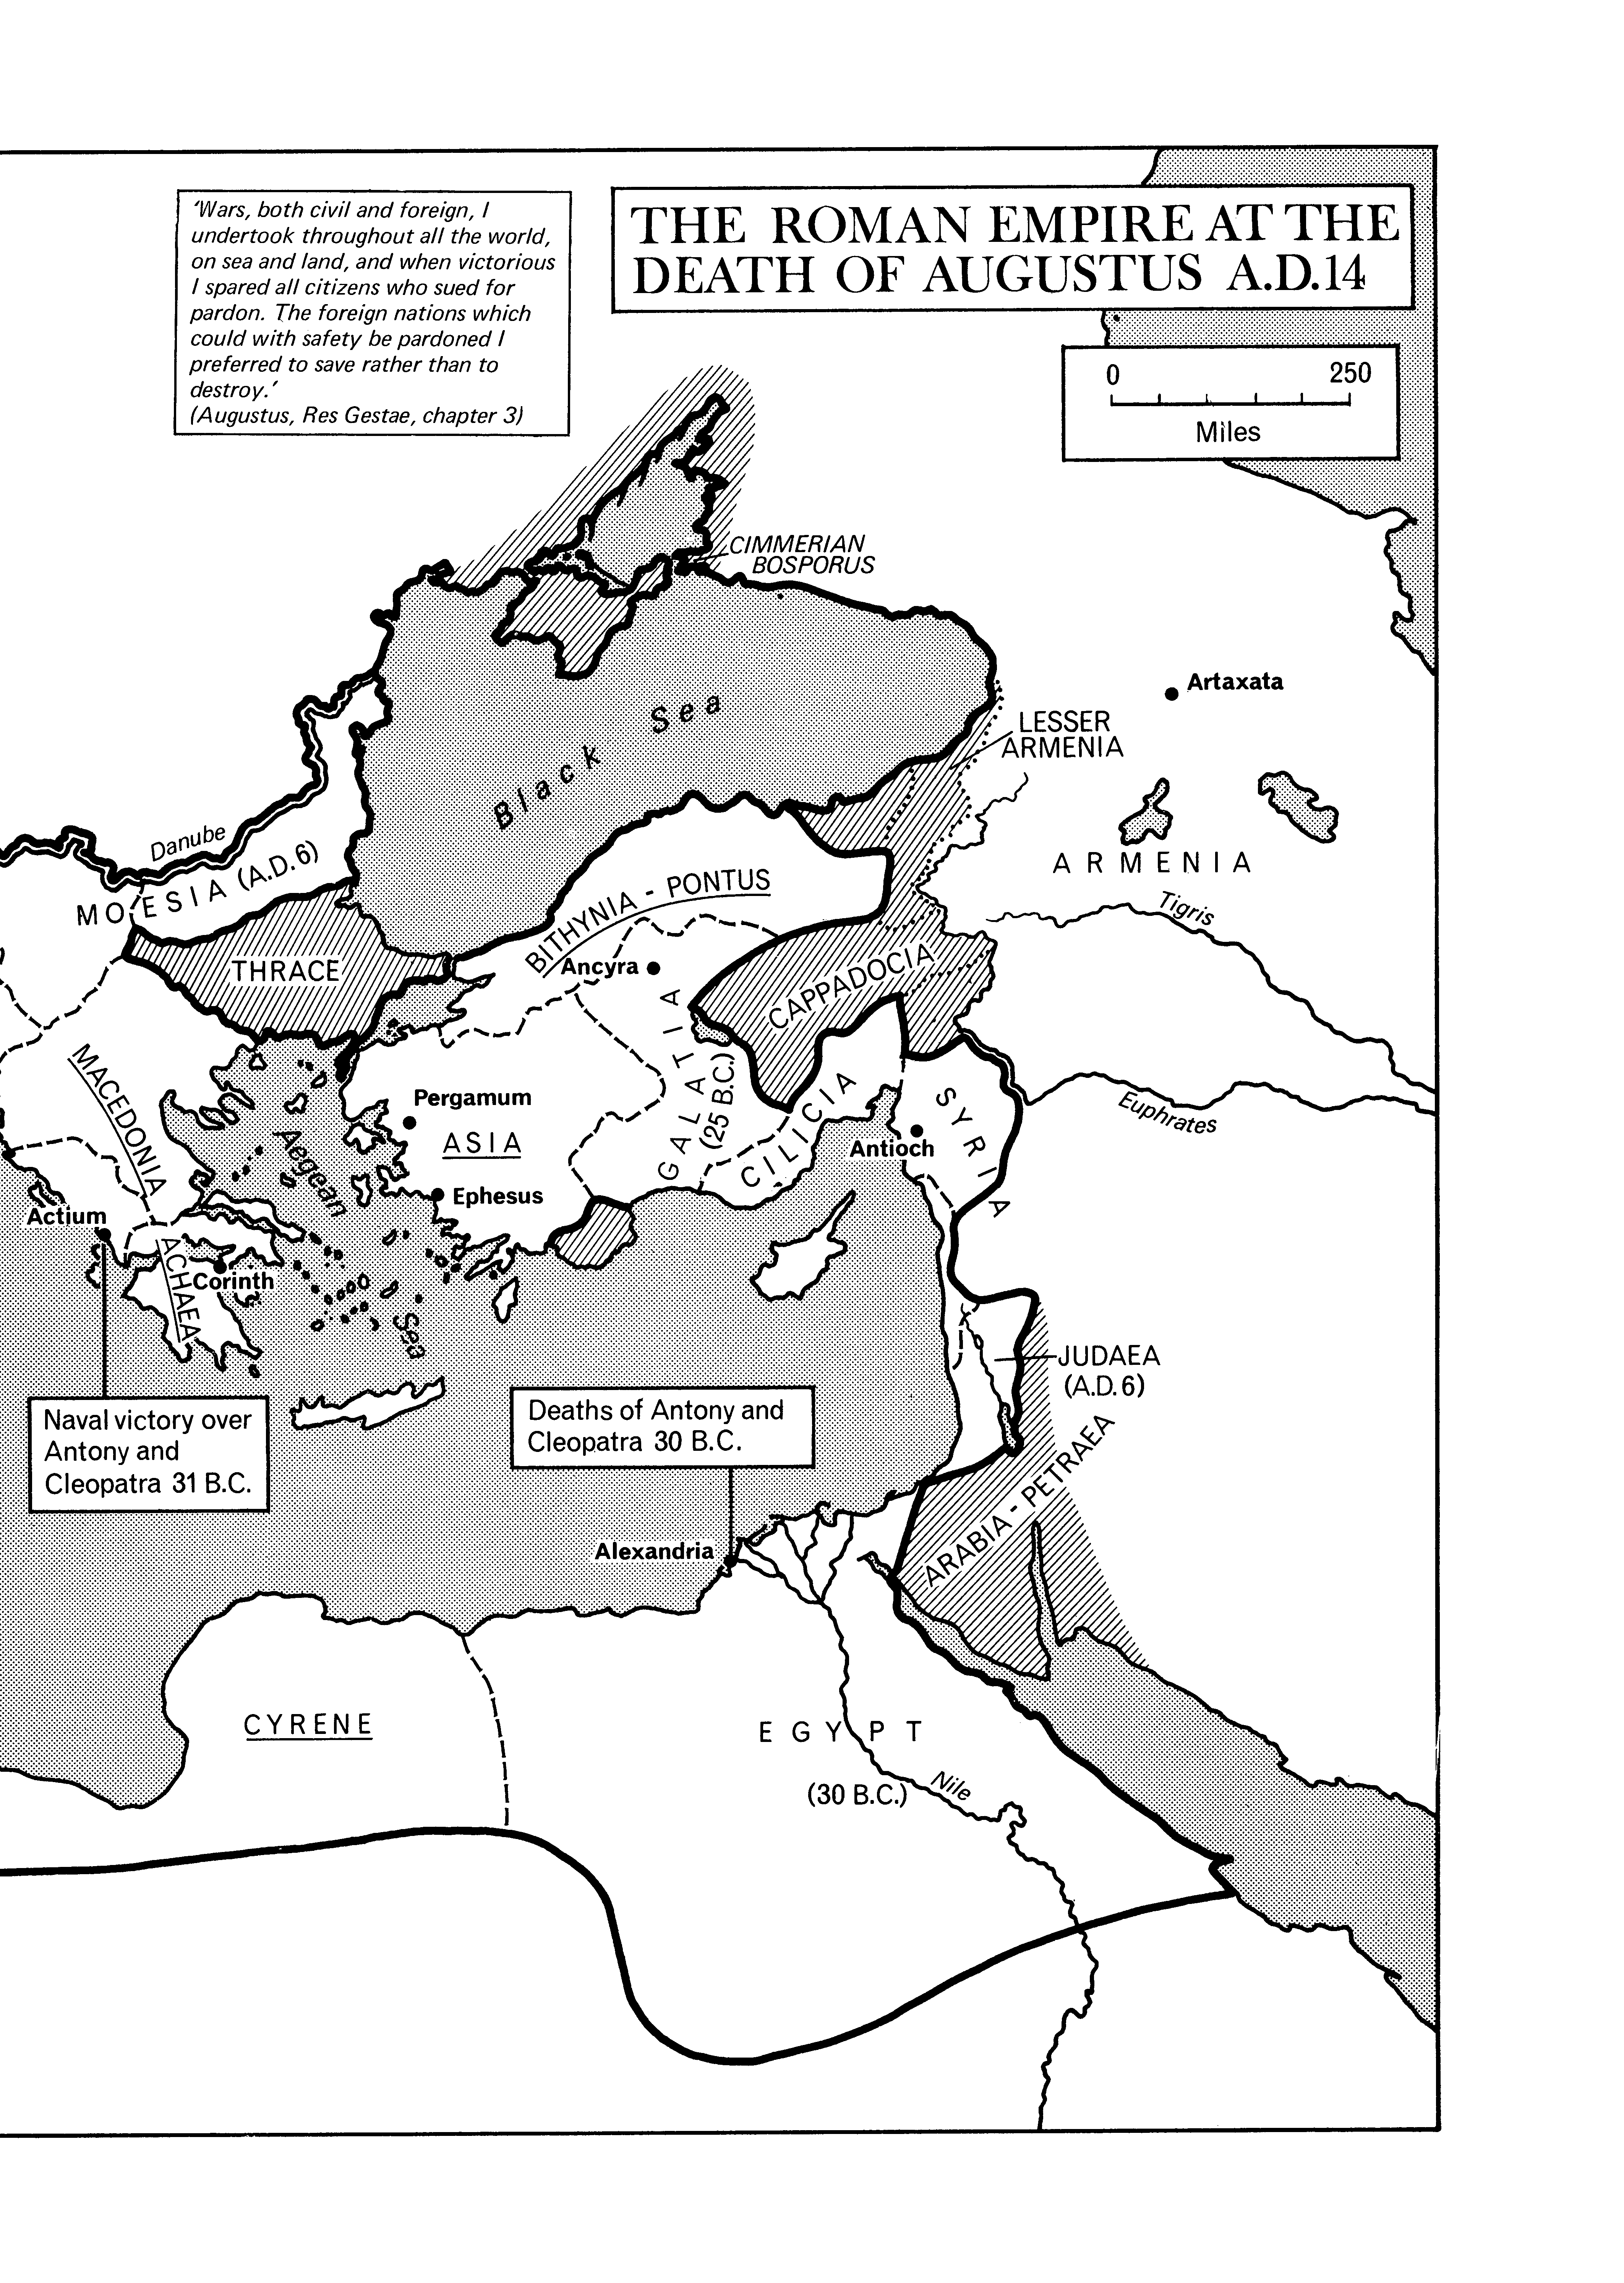 'Wars, both civil and foreign, I
undertook throughout all the world,
on sea and land, and when victorious
I spared all citizens who sued for
pardon. The foreign nations which
could with safety be pardoned I
preferred to save rather than to
destroy.'
(Augustus, Res Gestae, chapter 3)
THE ROMAN EMPIRE AT THE
DEATH OF AUGUSTUS A.D.14
0 250
Miles
CIMMERIAN
BOSPORUS
Artaxata
LESSER
ARMENIA
Black Sea
Danube
MOESIA (A.D.6)
ARMENIA
BITHYNIA - PONTUS
Tigris
THRACE
Ancyra
CAPPADOCIA
MACEDONIA
GALATIA
(25 B.C.)
Pergamum
ASIA
CILICIA
SYRIA
Euphrates
Antioch
Aegean
Sea
Ephesus
Actium
ACHAEA
Corinth
JUDAEA
(A.D.6)
Naval victory over
Antony and
Cleopatra 31 B.C.
Deaths of Antony and
Cleopatra 30 B.C.
ARABIA - PETRAEA
Alexandria
CYRENE
EGYPT
(30 B.C.)
Nile